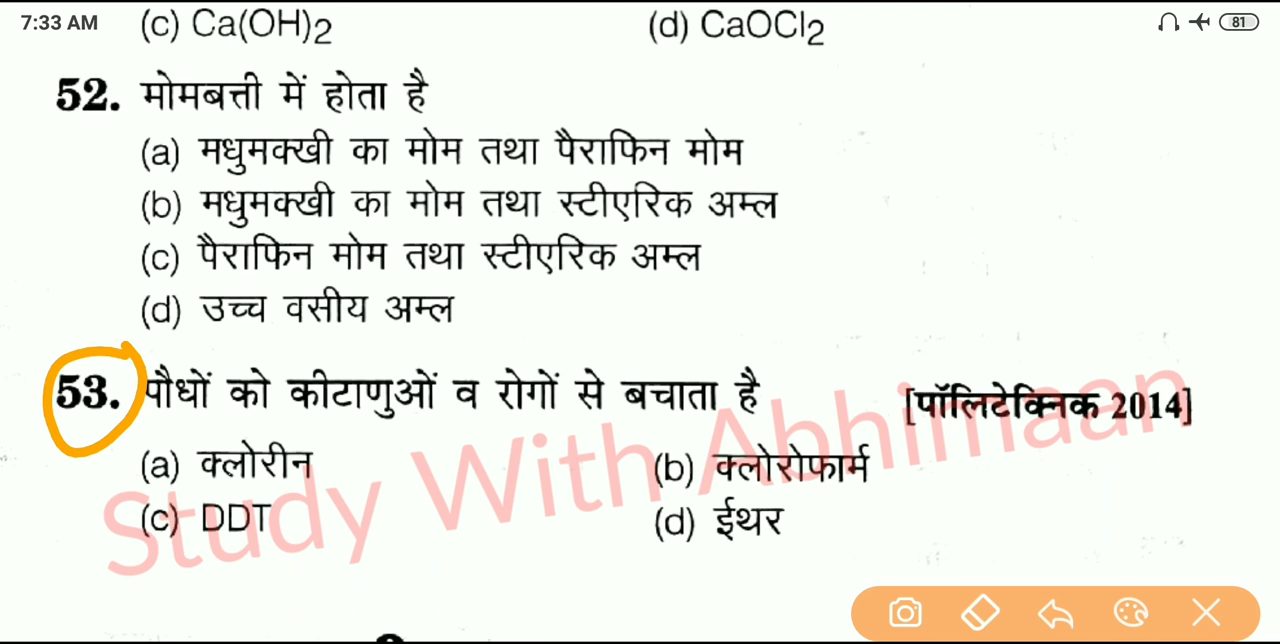 7:33 AM (c) Ca(OH)2 (d) CaOCl2 81
52. मोमबत्ती में होता है
(a) मधुमक्खी का मोम तथा पैराफिन मोम
(b) मधुमक्खी का मोम तथा स्टीएरिक अम्ल
(c) पैराफिन मोम तथा स्टीएरिक अम्ल
(d) उच्च वसीय अम्ल
53. पौधों को कीटाणुओं व रोगों से बचाता है [पॉलिटेक्निक 2014]
(a) क्लोरीन (b) क्लोरोफार्म
(c) DDT (d) ईथर
Study With Abhimaan